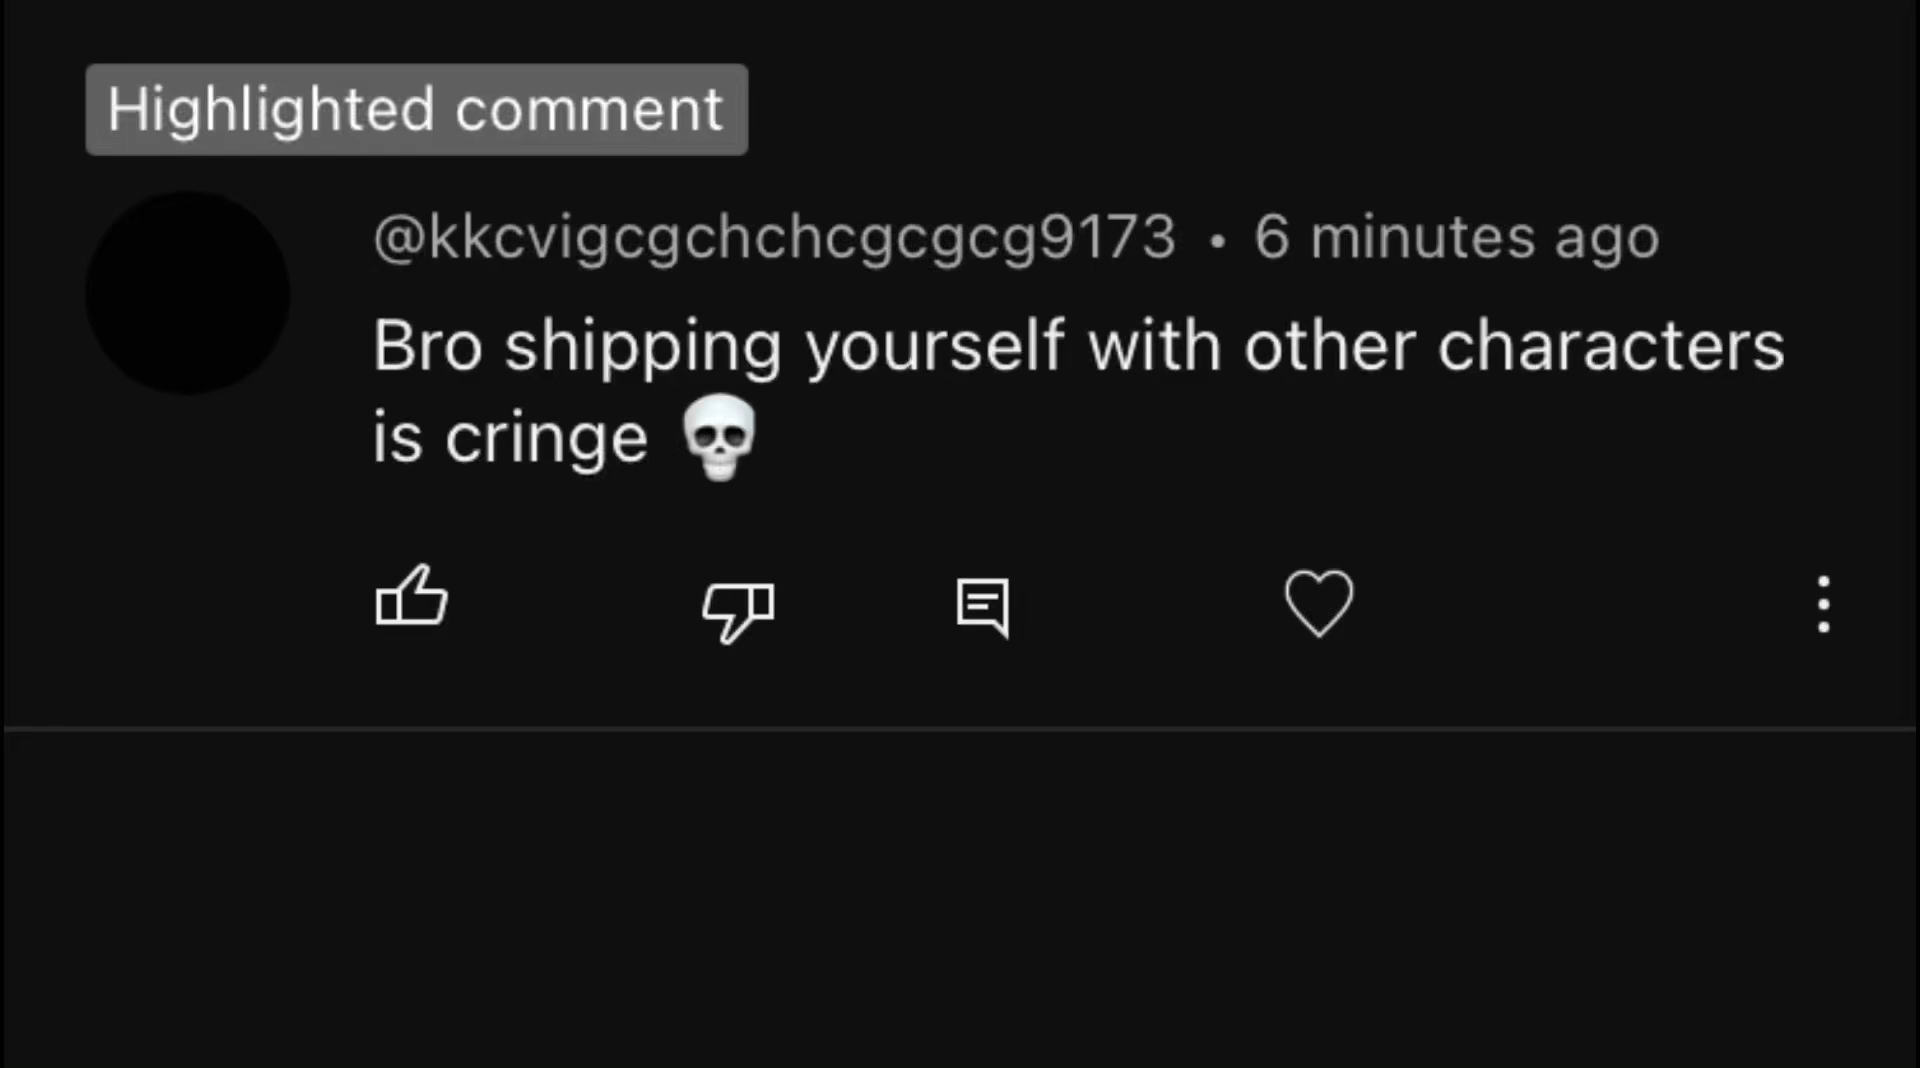 Highlighted comment
@kkcvigcgchchcgcgcg9173 • 6 minutes ago
Bro shipping yourself with other characters
is cringe 💀